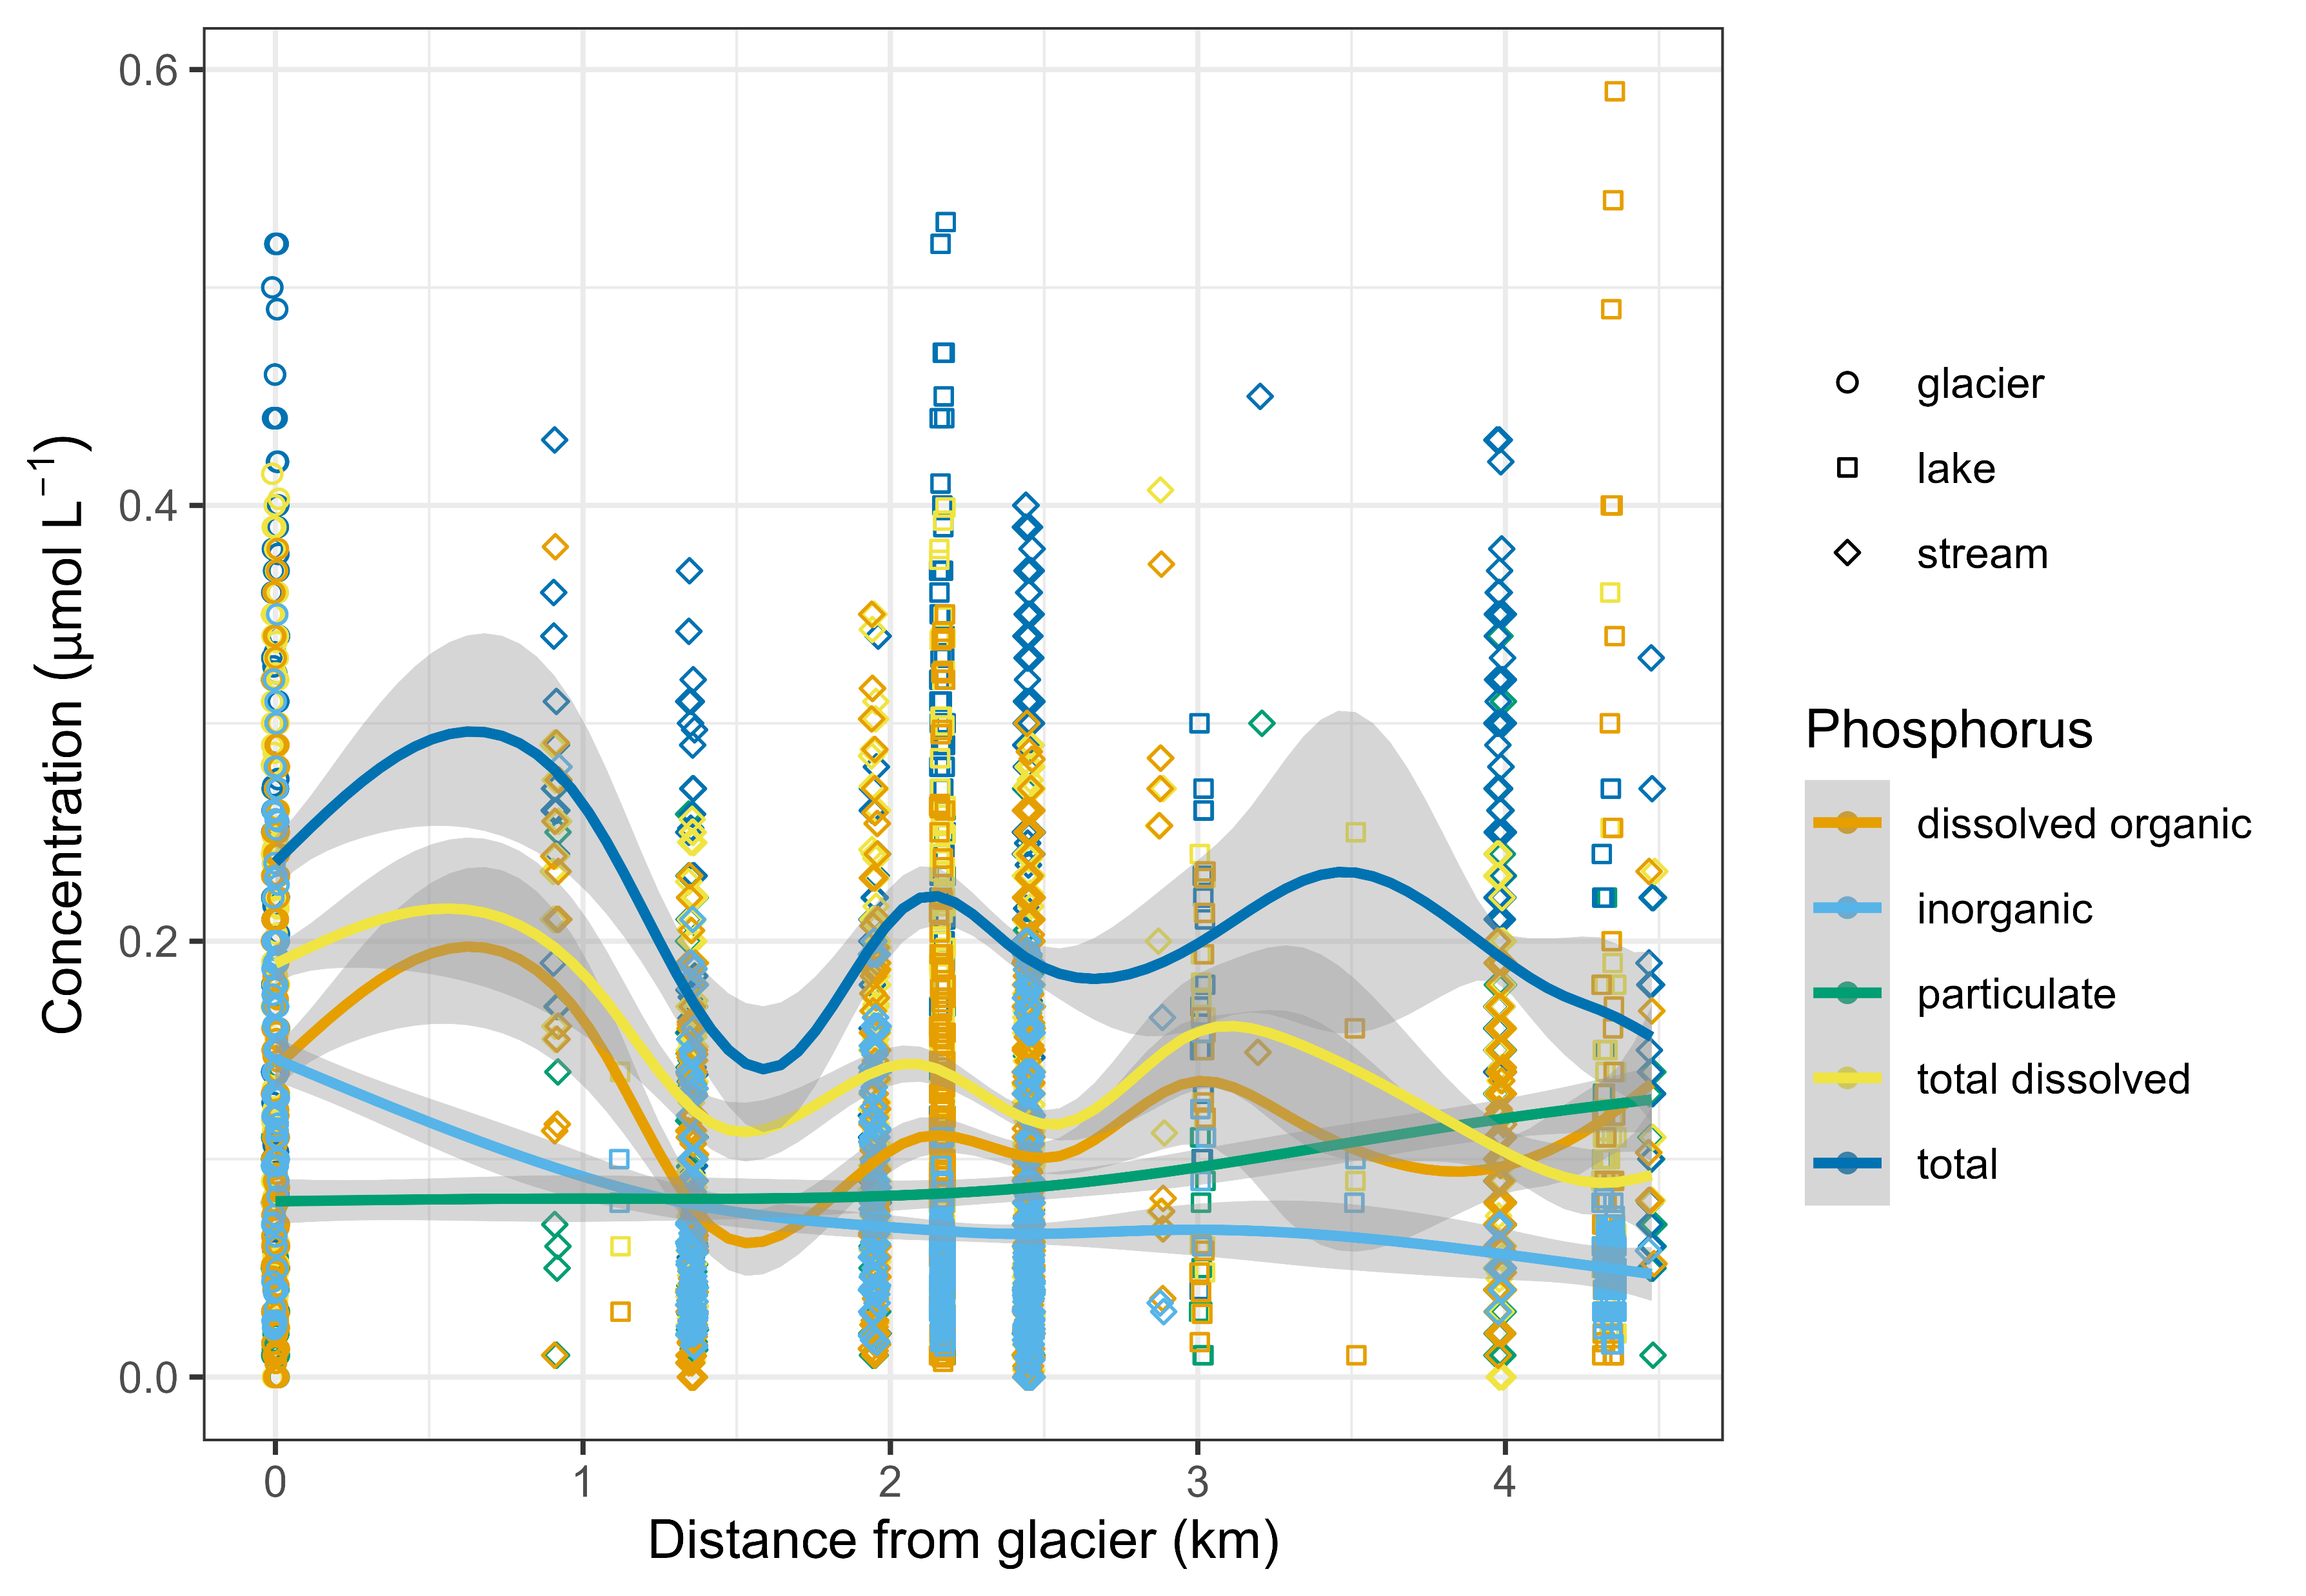 0.6
0.4
0.2
0.0
Concentration (µmol L⁻¹)
0 1 2 3 4
Distance from glacier (km)
glacier
lake
stream
Phosphorus
dissolved organic
inorganic
particulate
total dissolved
total